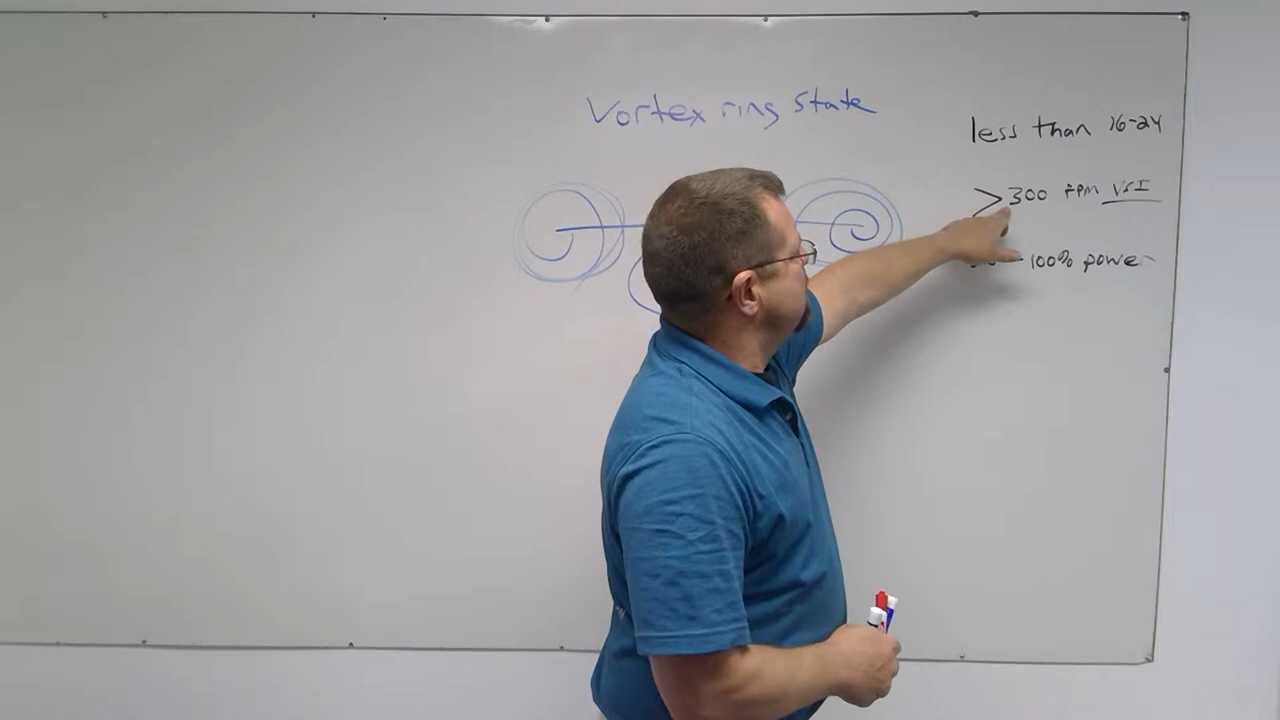 Vortex ring state
less than 16-24
>300 FPM VSI
100% power